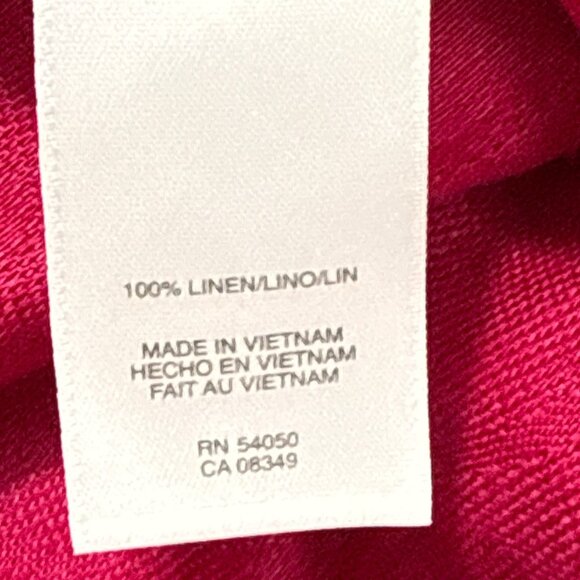 100% LINEN/LINO/LIN
MADE IN VIETNAM
HECHO EN VIETNAM
FAIT AU VIETNAM
RN 54050
CA 08349